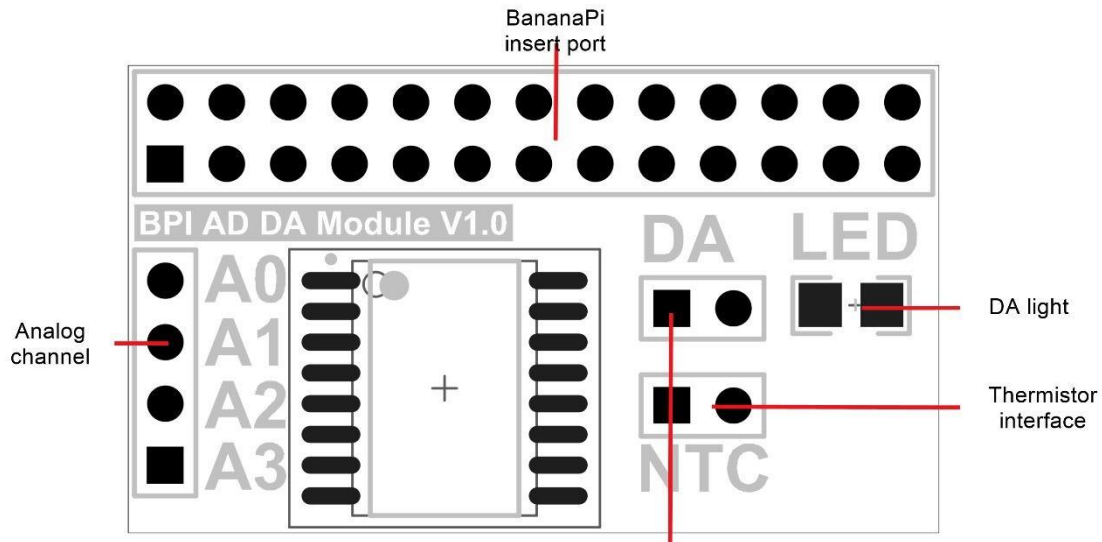 BananaPi
insert port
BPI AD DA Module V1.0
DA
LED
A0
A1
A2
A3
NTC
Analog
channel
DA light
Thermistor
interface